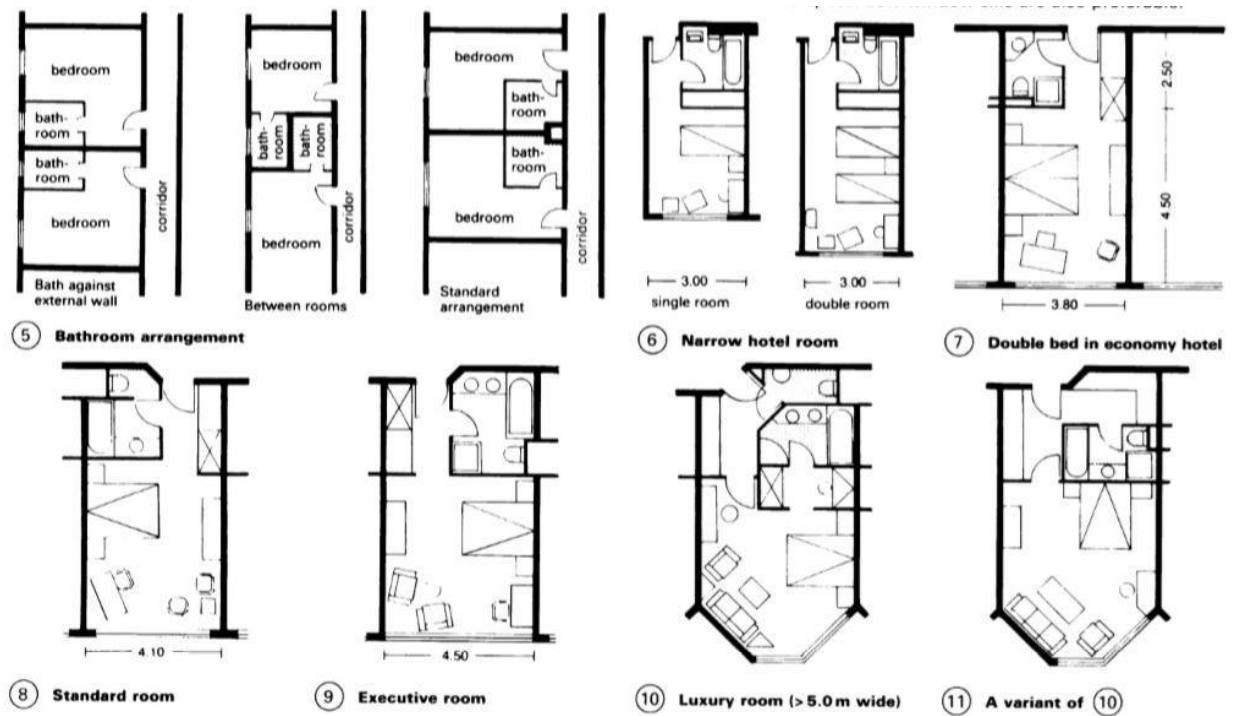 are also preferable.
bedroom
bath-
room
bath-
room
bedroom
corridor
Bath against
external wall
bedroom
bath-
room
bath-
room
bedroom
corridor
Between rooms
bedroom
bath-
room
bath-
room
bedroom
corridor
Standard
arrangement
5 Bathroom arrangement
3.00
single room
3.00
double room
6 Narrow hotel room
2.50
4.50
3.80
7 Double bed in economy hotel
4.10
8 Standard room
4.50
9 Executive room
10 Luxury room (> 5.0 m wide)
11 A variant of 10